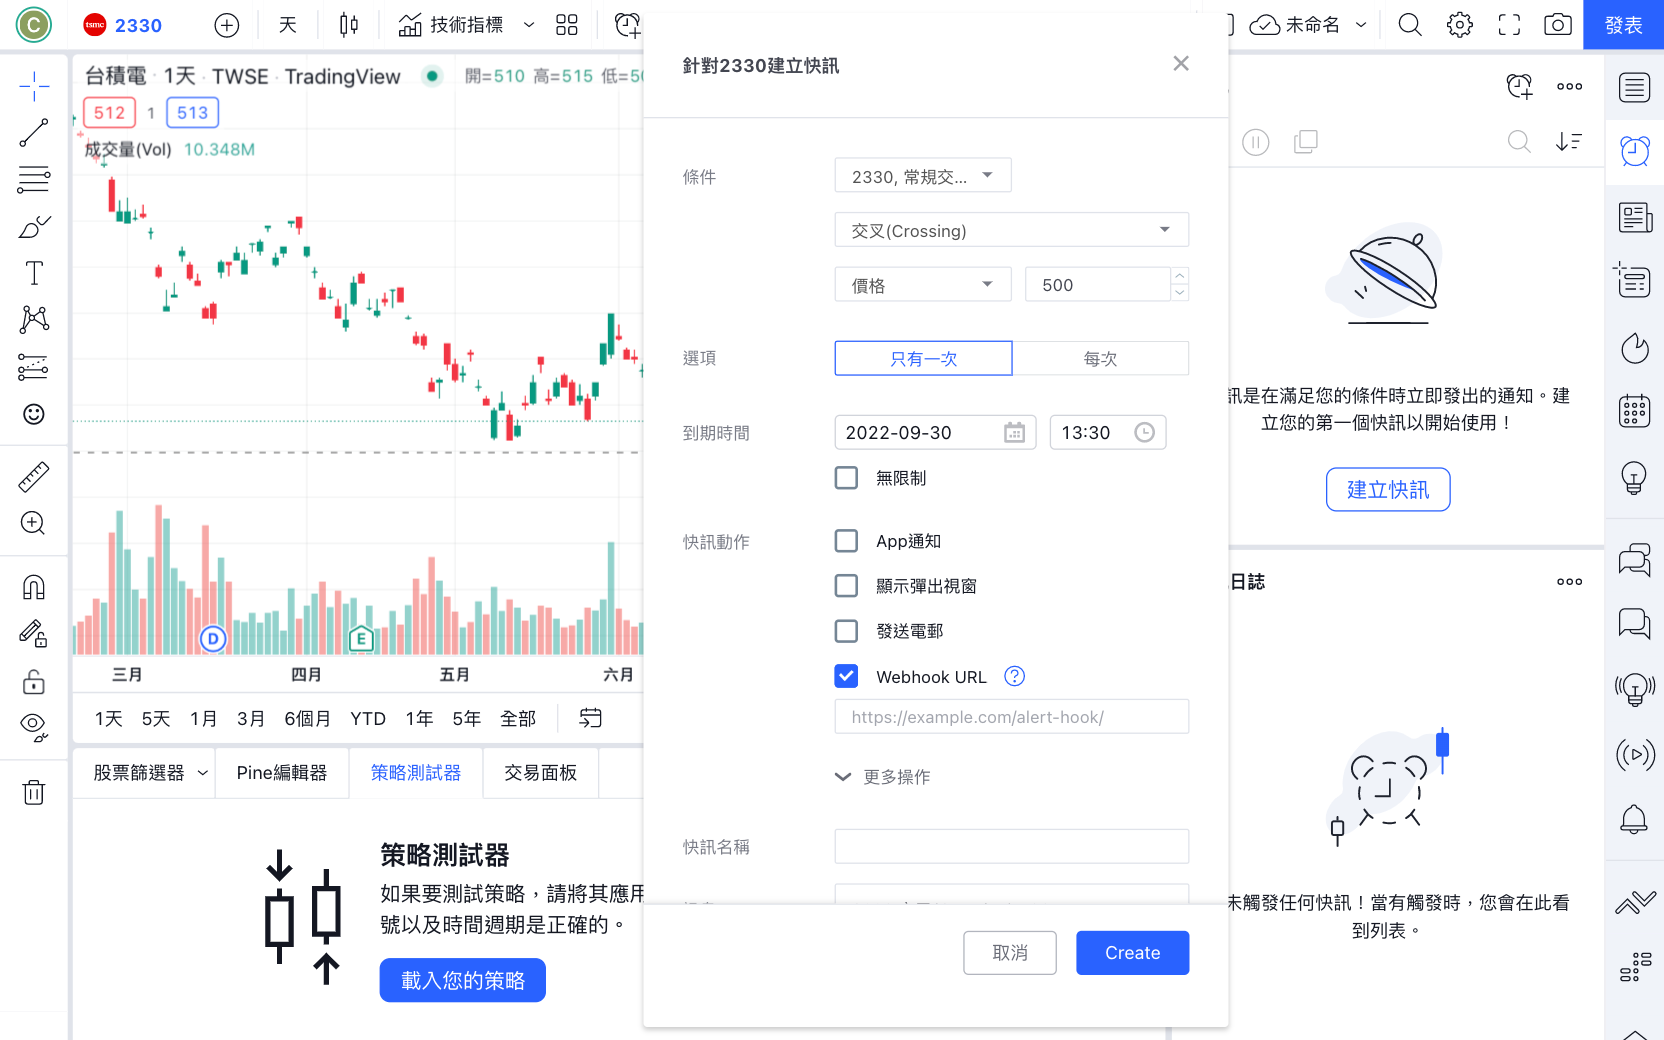 C
tsmc 2330
天
技術指標
未命名
發表
台積電 · 1天 · TWSE · TradingView
開=510 高=515 低=50
512 1 513
成交量(Vol) 10.348M
D
E
三月 四月 五月 六月
1天 5天 1月 3月 6個月 YTD 1年 5年 全部
股票篩選器 Pine編輯器 策略測試器 交易面板
策略測試器
如果要測試策略，請將其應用
號以及時間週期是正確的。
載入您的策略
針對2330建立快訊
條件
2330, 常規交...
交叉(Crossing)
價格
500
選項
只有一次
每次
到期時間
2022-09-30
13:30
無限制
快訊動作
App通知
顯示彈出視窗
發送電郵
Webhook URL ?
https://example.com/alert-hook/
更多操作
快訊名稱
取消
Create
訊是在滿足您的條件時立即發出的通知。建
立您的第一個快訊以開始使用！
建立快訊
日誌
未觸發任何快訊！當有觸發時，您會在此看
到列表。